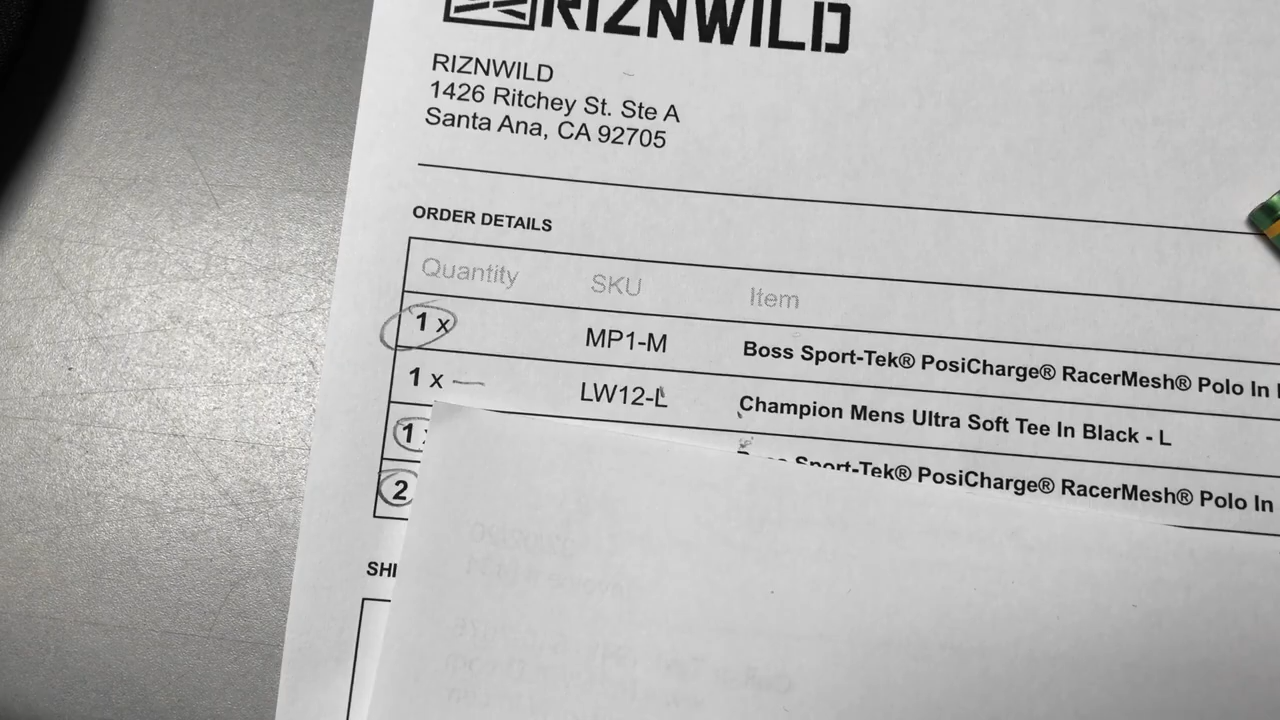 RIZNWILD
RIZNWILD
1426 Ritchey St. Ste A
Santa Ana, CA 92705
ORDER DETAILS
Quantity SKU Item
1 x MP1-M Boss Sport-Tek® PosiCharge® RacerMesh® Polo In
1 x LW12-L Champion Mens Ultra Soft Tee In Black - L
1 Sport-Tek® PosiCharge® RacerMesh® Polo In
2